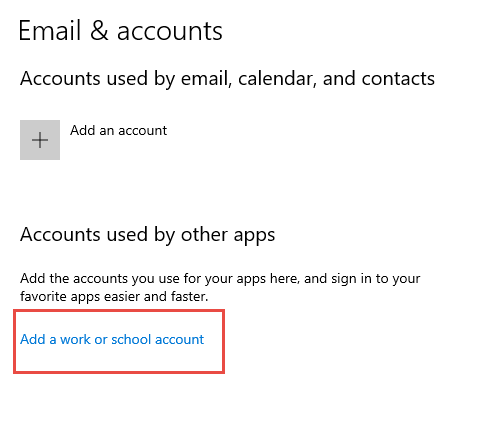 Email & accounts
Accounts used by email, calendar, and contacts
Add an account
Accounts used by other apps
Add the accounts you use for your apps here, and sign in to your
favorite apps easier and faster.
Add a work or school account